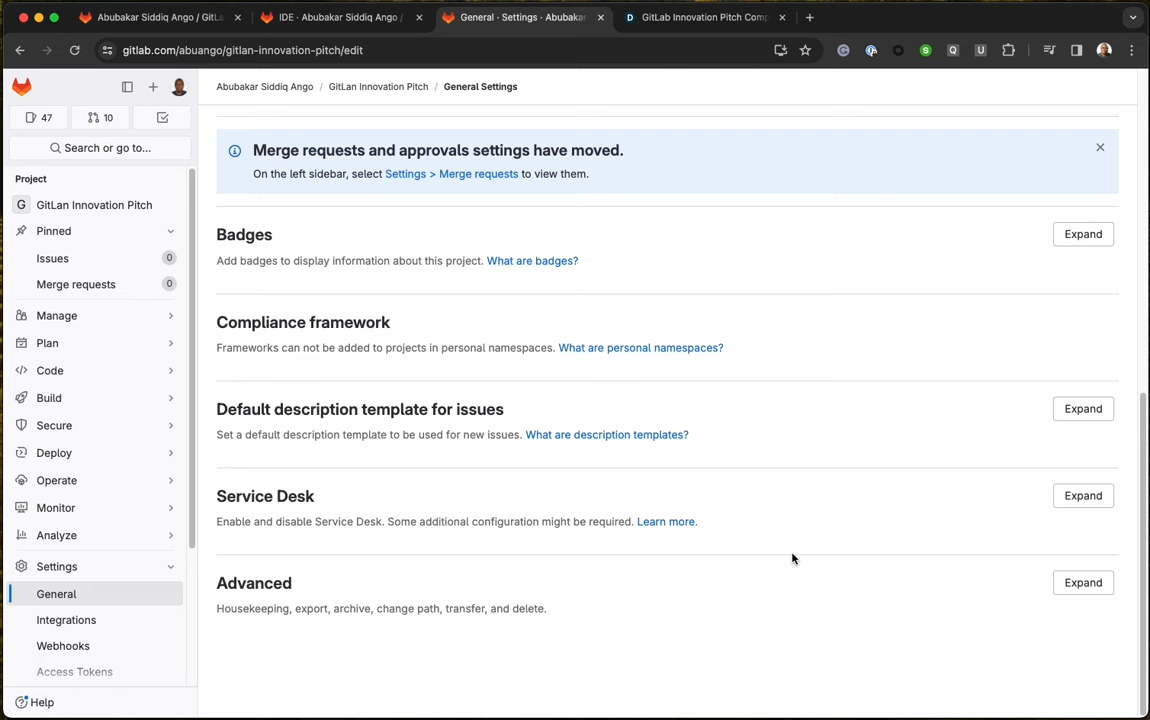 Abubakar Siddiq Ango / GitLa
IDE · Abubakar Siddiq Ango /
General · Settings · Abubakar
GitLab Innovation Pitch Comp
gitlab.com/abuango/gitlan-innovation-pitch/edit
47
10
Search or go to...
Project
G GitLan Innovation Pitch
Pinned
Issues 0
Merge requests 0
Manage
Plan
Code
Build
Secure
Deploy
Operate
Monitor
Analyze
Settings
General
Integrations
Webhooks
Access Tokens
Help
Abubakar Siddiq Ango / GitLan Innovation Pitch / General Settings
Merge requests and approvals settings have moved.
On the left sidebar, select Settings > Merge requests to view them.
Badges
Expand
Add badges to display information about this project. What are badges?
Compliance framework
Frameworks can not be added to projects in personal namespaces. What are personal namespaces?
Default description template for issues
Expand
Set a default description template to be used for new issues. What are description templates?
Service Desk
Expand
Enable and disable Service Desk. Some additional configuration might be required. Learn more.
Advanced
Expand
Housekeeping, export, archive, change path, transfer, and delete.